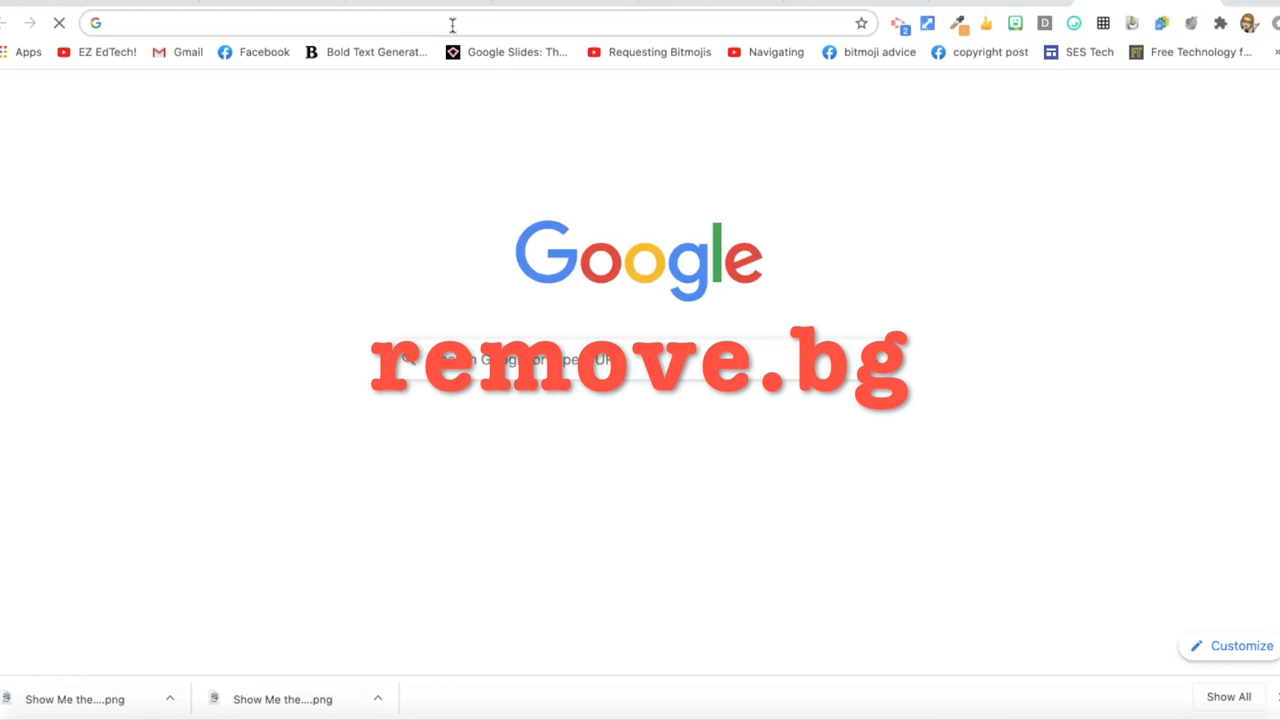 Apps EZ EdTech! Gmail Facebook Bold Text Generat... Google Slides: Th... Requesting Bitmojis Navigating bitmoji advice copyright post SES Tech Free Technology f... »
Google
remove.bg
Customize
Show Me the....png Show Me the....png Show All